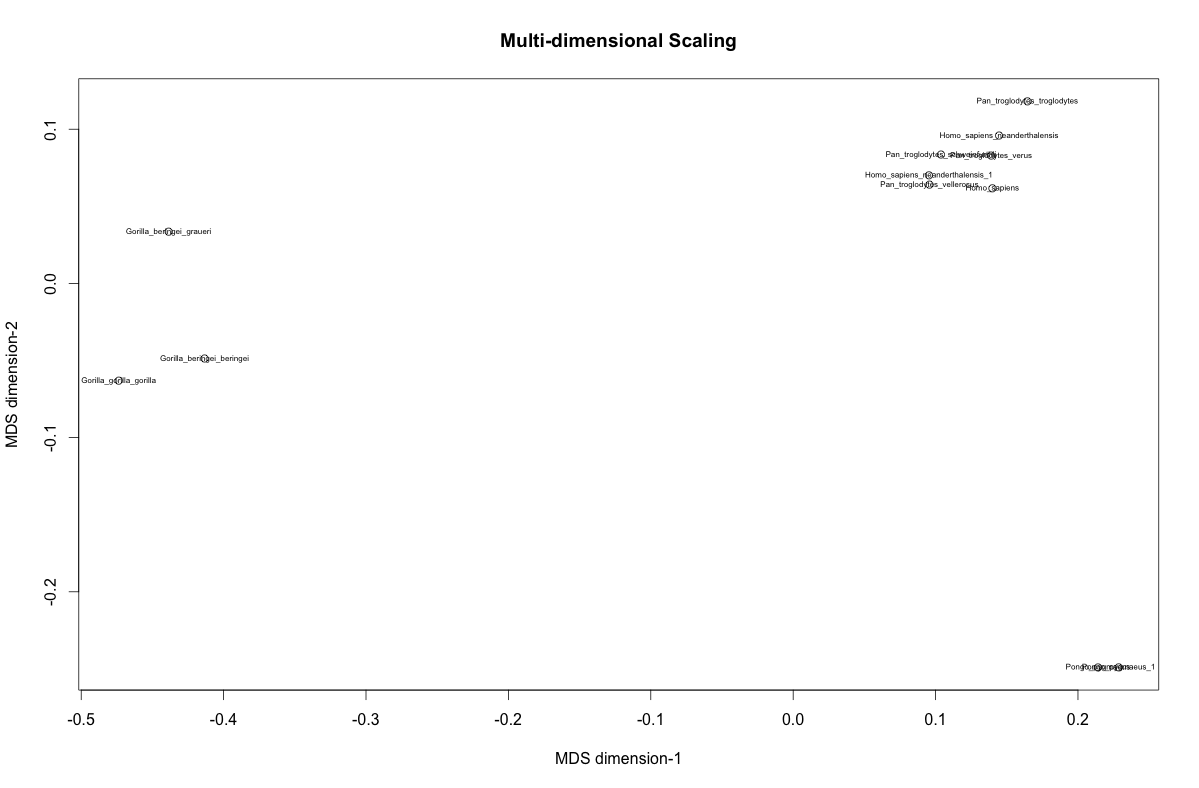 Multi-dimensional Scaling
Pan_troglodytes_troglodytes
0.1
Homo_sapiens_neanderthalensis
Pan_troglodytes_schweinfurthii
Pan_troglodytes_verus
Homo_sapiens_neanderthalensis_1
Pan_troglodytes_vellerosus
Homo_sapiens
Gorilla_beringei_graueri
0.0
Gorilla_beringei_beringei
Gorilla_gorilla_gorilla
MDS dimension-2
-0.1
-0.2
-0.5
-0.4
-0.3
-0.2
-0.1
0.0
0.1
0.2
MDS dimension-1